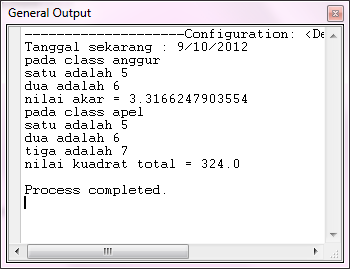 General Output
--------------------Configuration: <De
Tanggal sekarang : 9/10/2012
pada class anggur
satu adalah 5
dua adalah 6
nilai akar = 3.3166247903554
pada class apel
satu adalah 5
dua adalah 6
tiga adalah 7
nilai kuadrat total = 324.0
Process completed.